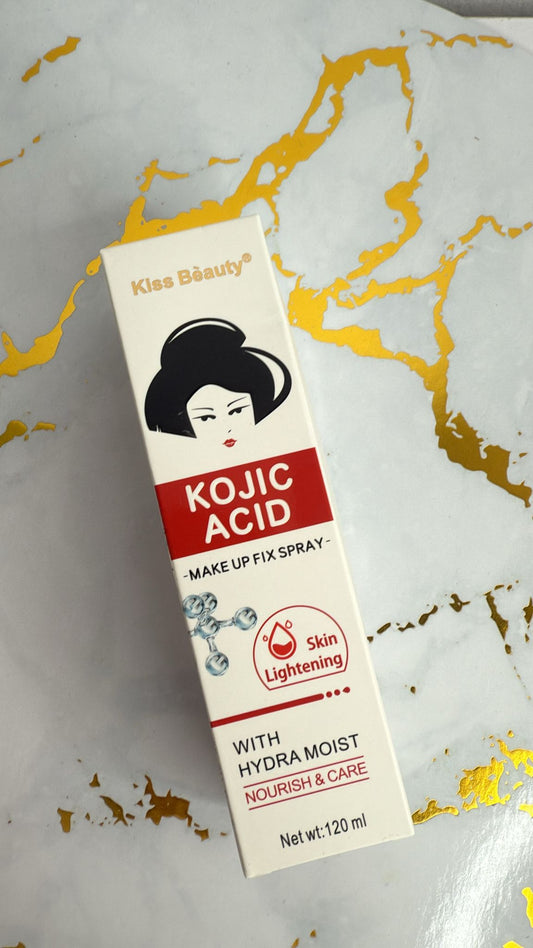 Kiss Bèauty®
KOJIC
ACID
-MAKE UP FIX SPRAY-
Skin
Lightening
WITH
HYDRA MOIST
NOURISH & CARE
Net wt:120 ml